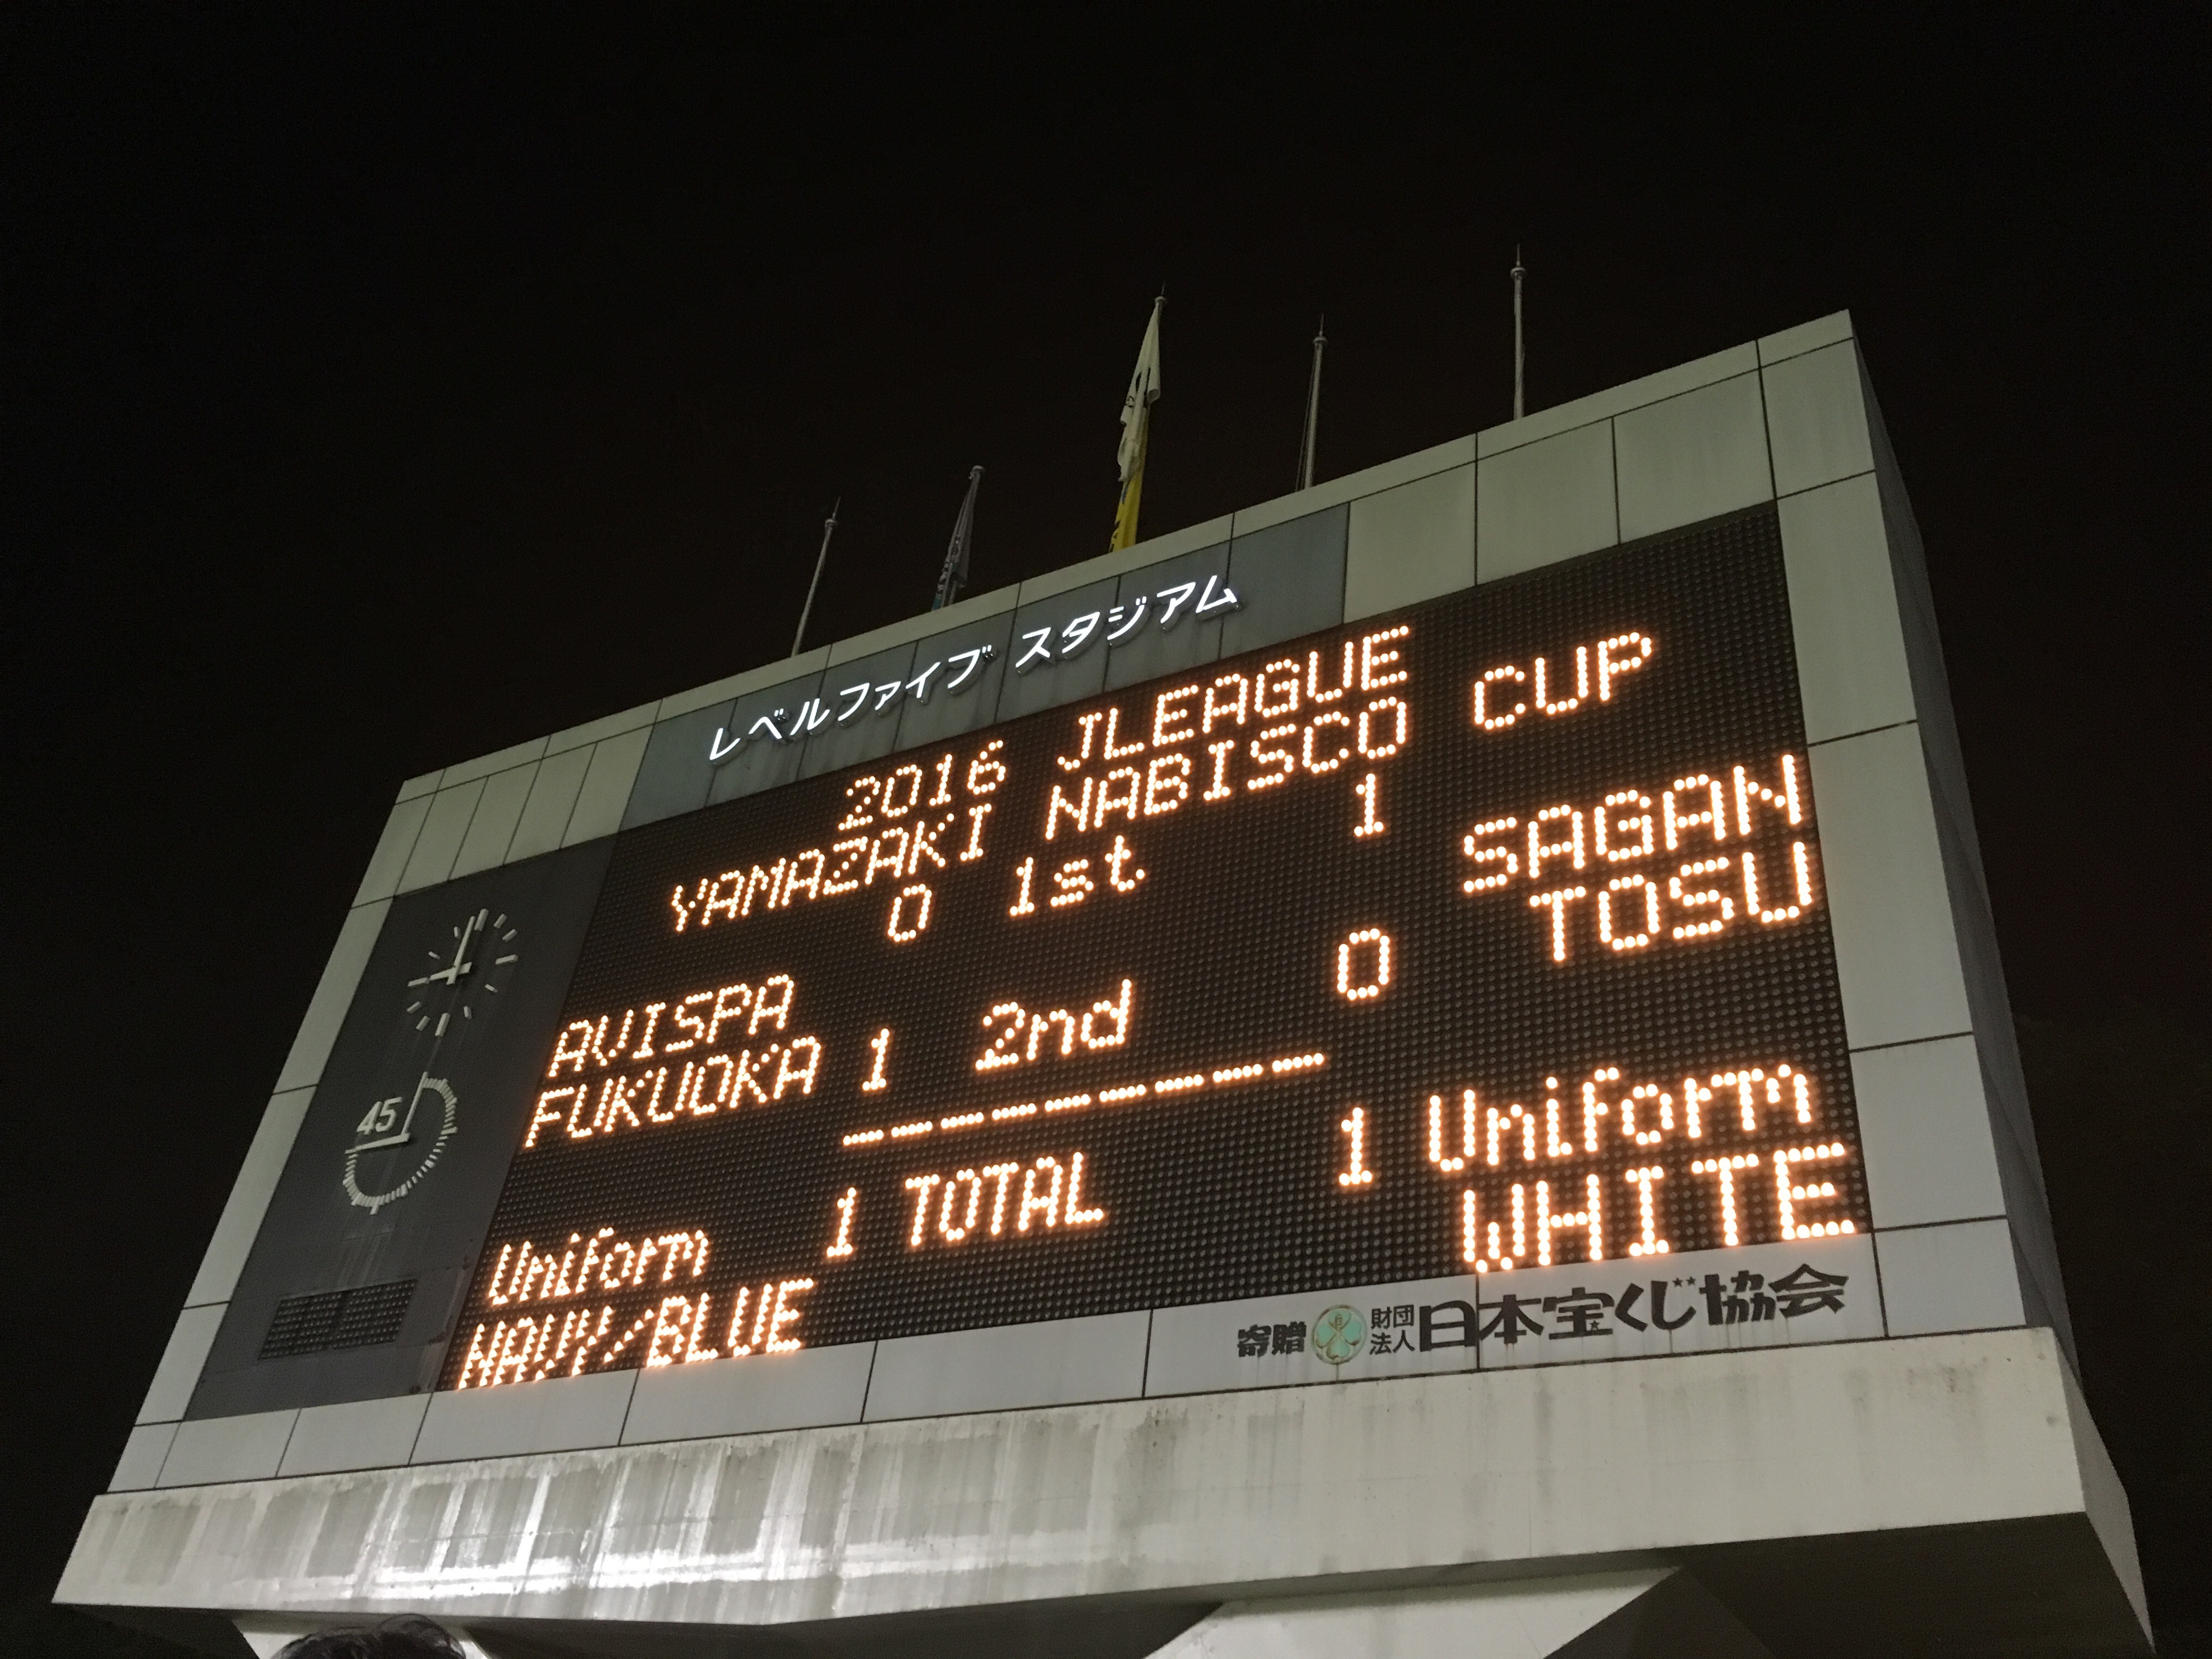 レベルファイブ スタジアム
2016 JLEAGUE
YAMAZAKI NABISCO CUP
0 1st 1
SAGAN
TOSU
AVISPA
FUKUOKA
1 2nd 0
45
1 TOTAL 1
Uniform
NAVY/BLUE
Uniform
WHITE
寄贈 財団法人 日本宝くじ協会